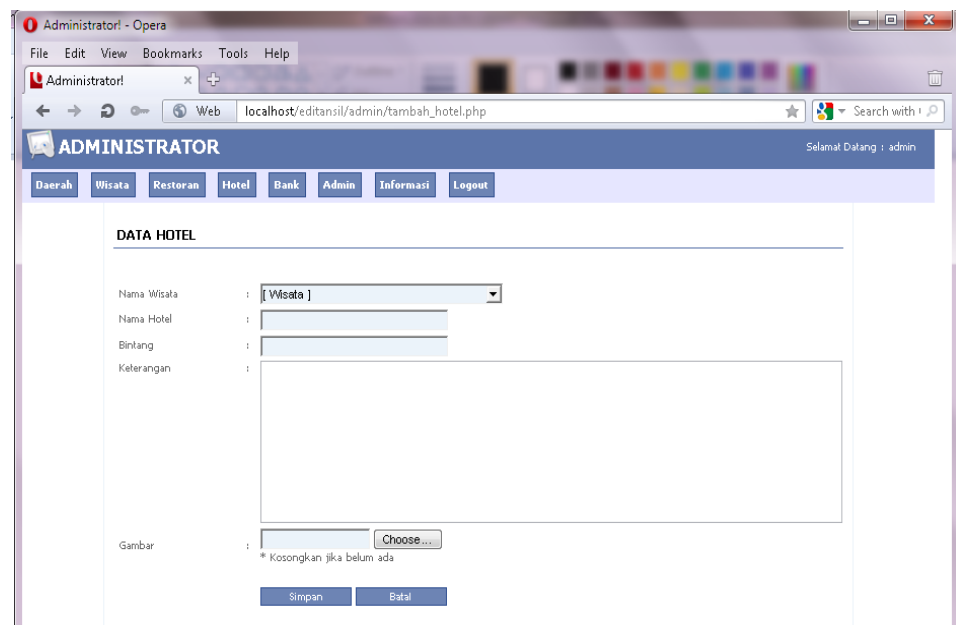 Administrator! - Opera
File Edit View Bookmarks Tools Help
Administrator!
Web localhost/editansil/admin/tambah_hotel.php Search with
ADMINISTRATOR Selamat Datang : admin
Daerah Wisata Restoran Hotel Bank Admin Informasi Logout
DATA HOTEL
Nama Wisata : [ Wisata ]
Nama Hotel :
Bintang :
Keterangan :
Gambar : Choose...
* Kosongkan jika belum ada
Simpan Batal